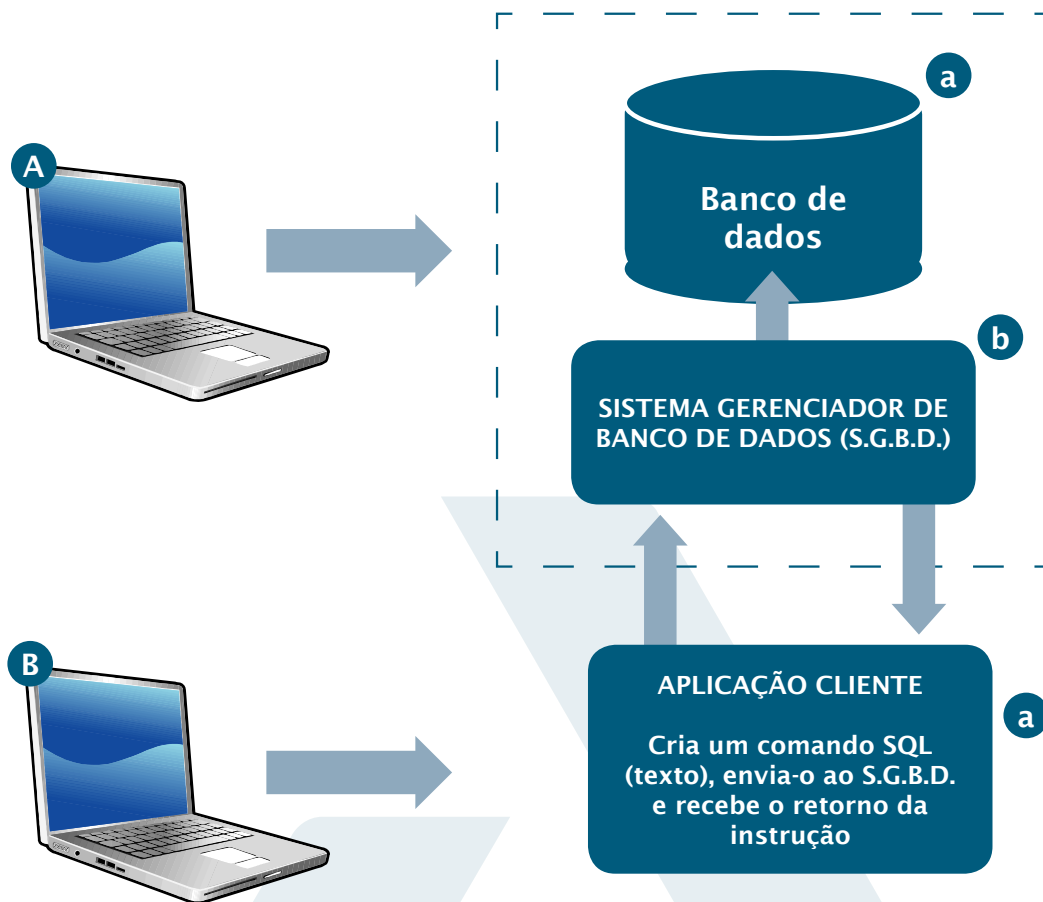 a
A
Banco de
dados
b
SISTEMA GERENCIADOR DE
BANCO DE DADOS (S.G.B.D.)
B
APLICAÇÃO CLIENTE
a
Cria um comando SQL
(texto), envia-o ao S.G.B.D.
e recebe o retorno da
instrução